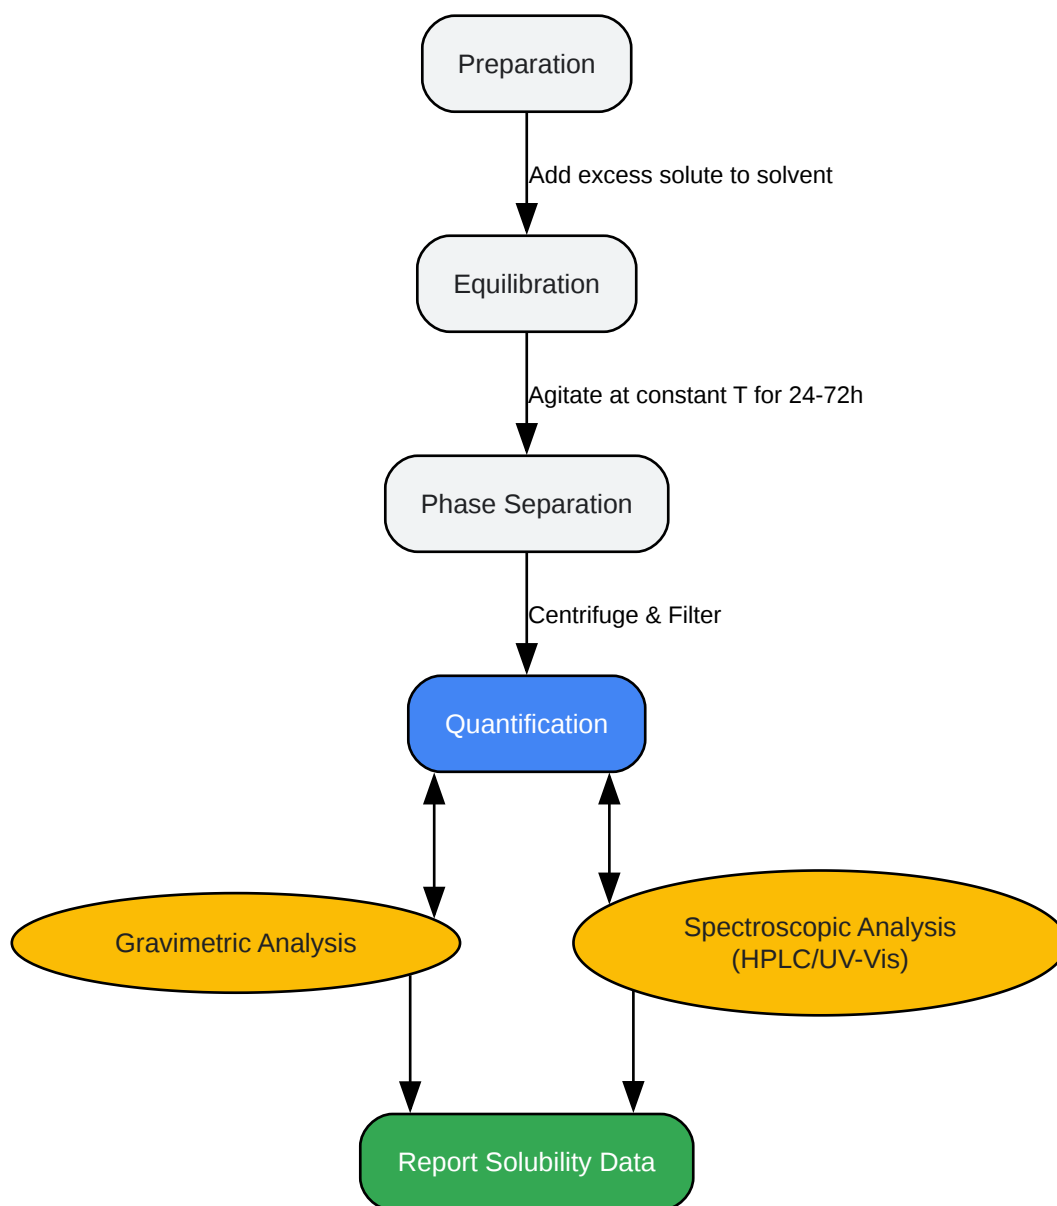 Preparation
Add excess solute to solvent
Equilibration
Agitate at constant T for 24-72h
Phase Separation
Centrifuge & Filter
Quantification
Gravimetric Analysis
Spectroscopic Analysis
(HPLC/UV-Vis)
Report Solubility Data